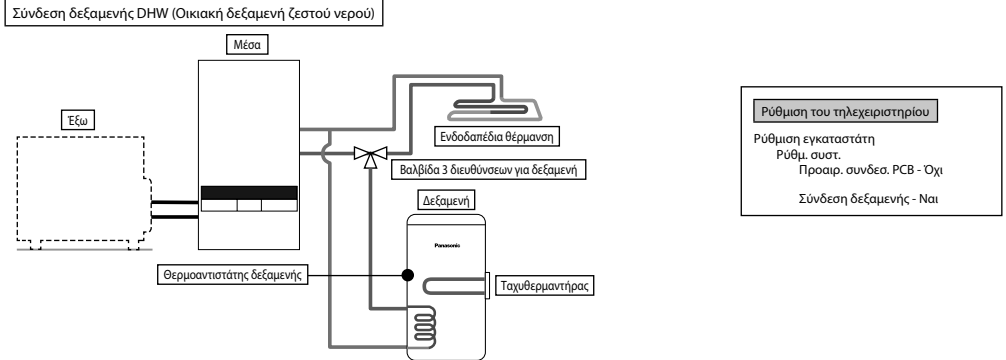 Σύνδεση δεξαμενής DHW (Οικιακή δεξαμενή ζεστού νερού)
Μέσα
Έξω
Ενδοδαπέδια θέρμανση
Βαλβίδα 3 διευθύνσεων για δεξαμενή
Δεξαμενή
Panasonic
Θερμοαντιστάτης δεξαμενής
Ταχυθερμαντήρας
Ρύθμιση του τηλεχειριστηρίου
Ρύθμιση εγκαταστάτη
Ρύθμ. συστ.
Προαιρ. συνδεσ. PCB - Όχι
Σύνδεση δεξαμενής - Ναι